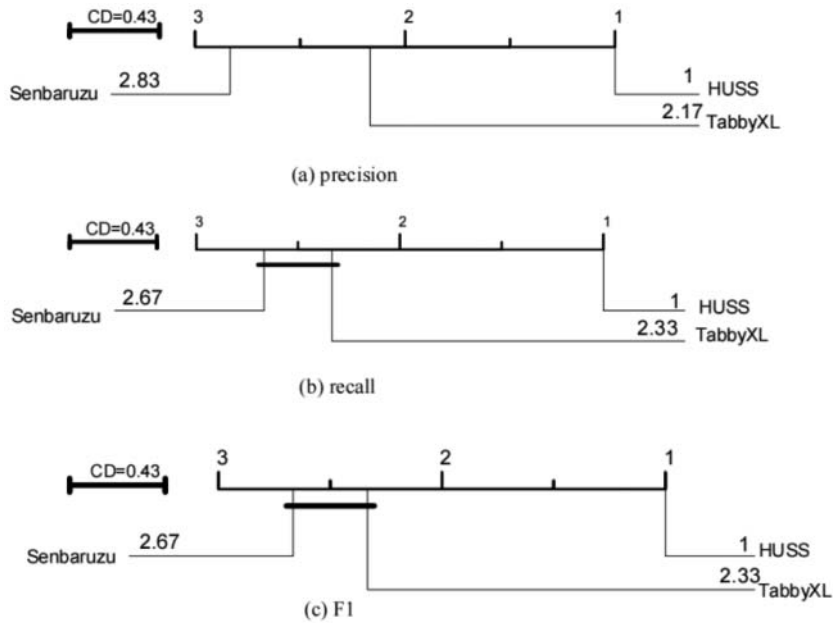 CD=0.43 3 2 1
2.83 1
Senbaruzu HUSS
2.17 TabbyXL
(a) precision
CD=0.43 3 2 1
2.67 1
Senbaruzu HUSS
2.33 TabbyXL
(b) recall
CD=0.43 3 2 1
2.67 1
Senbaruzu HUSS
2.33 TabbyXL
(c) F1